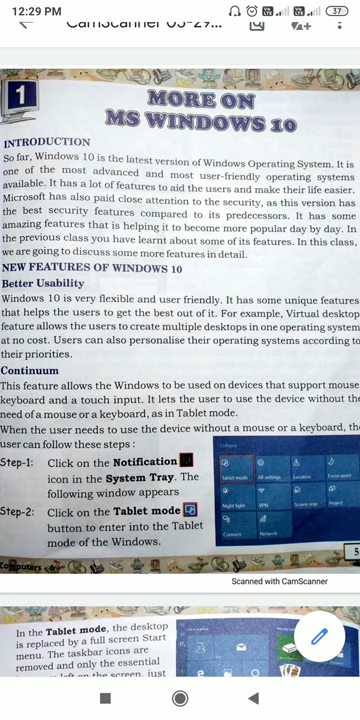 12:29 PM
37
CamScanner 05-29...
1
MORE ON
MS WINDOWS 10
INTRODUCTION
So far, Windows 10 is the latest version of Windows Operating System. It is
one of the most advanced and most user-friendly operating systems
available. It has a lot of features to aid the users and make their life easier.
Microsoft has also paid close attention to the security, as this version has
the best security features compared to its predecessors. It has some
amazing features that is helping it to become more popular day by day. In
the previous class you have learnt about some of its features. In this class,
we are going to discuss some more features in detail.
NEW FEATURES OF WINDOWS 10
Better Usability
Windows 10 is very flexible and user friendly. It has some unique features
that helps the users to get the best out of it. For example, Virtual desktop
feature allows the users to create multiple desktops in one operating system
at no cost. Users can also personalise their operating systems according to
their priorities.
Continuum
This feature allows the Windows to be used on devices that support mouse
keyboard and a touch input. It lets the user to use the device without the
need of a mouse or a keyboard, as in Tablet mode.
When the user needs to use the device without a mouse or a keyboard, the
user can follow these steps :
Step-1: Click on the Notification
icon in the System Tray. The
following window appears
Step-2: Click on the Tablet mode
button to enter into the Tablet
mode of the Windows.
Tablet mode All settings Location Focus assist
Night light VPN Screen snip Project
Connect Network
5
Computers - 6
Scanned with CamScanner
In the Tablet mode, the desktop
is replaced by a full screen Start
menu. The taskbar icons are
removed and only the essential
left on the screen, just
23